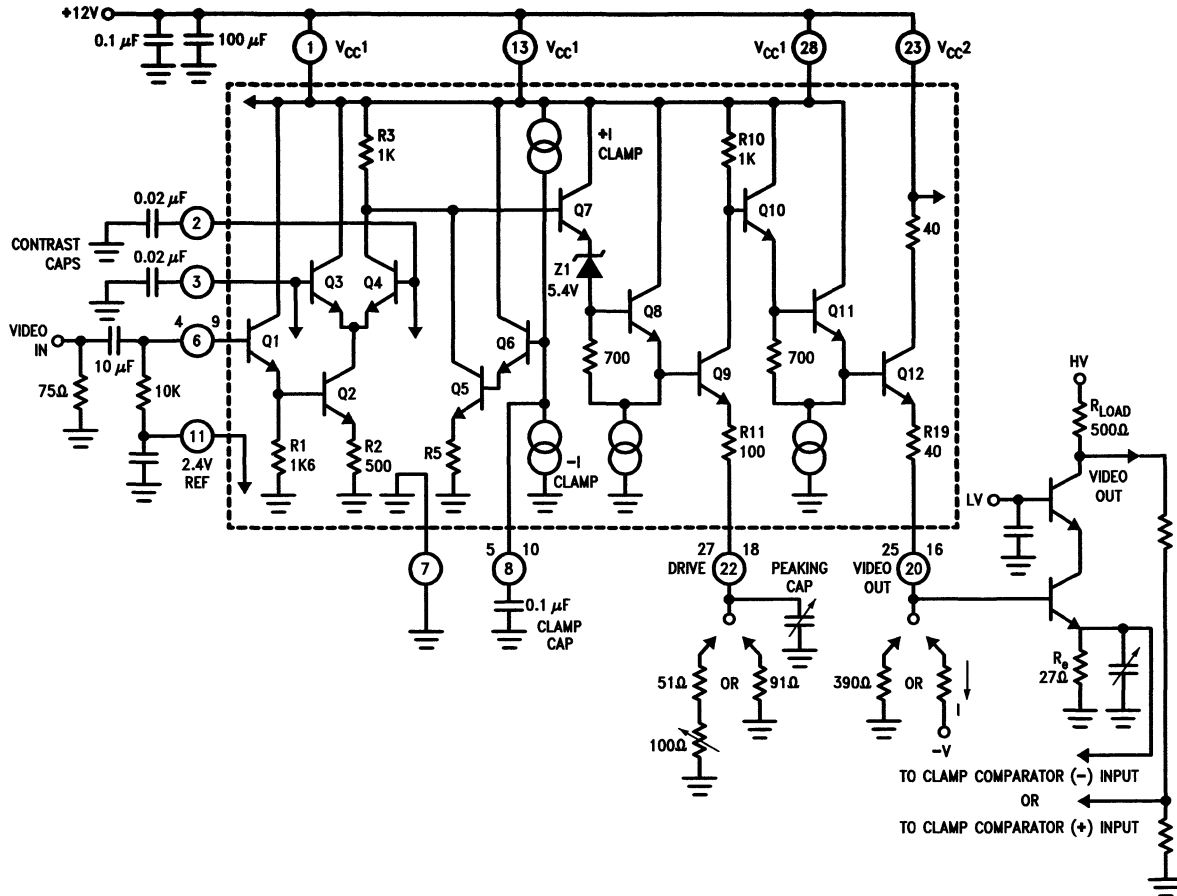 +12V
0.1 μF
100 μF
1
VCC1
13
VCC1
28
VCC1
23
VCC2
R3
1K
+I
CLAMP
R10
1K
0.02 μF
2
CONTRAST
CAPS
0.02 μF
3
Q3
Q4
Q7
Z1
5.4V
Q10
40
VIDEO
IN
4
9
6
10 μF
75Ω
10K
Q1
Q2
Q6
Q5
Q8
700
Q9
Q11
700
Q12
11
2.4V
REF
R1
1K6
R2
500
R5
-I
CLAMP
R11
100
R19
40
HV
RLOAD
500Ω
VIDEO
OUT
LV
7
5
10
8
0.1 μF
CLAMP
CAP
27
18
DRIVE
22
PEAKING
CAP
25
16
VIDEO
OUT
20
51Ω
OR
91Ω
100Ω
390Ω
OR
I
-V
Re
27Ω
TO CLAMP COMPARATOR (-) INPUT
OR
TO CLAMP COMPARATOR (+) INPUT